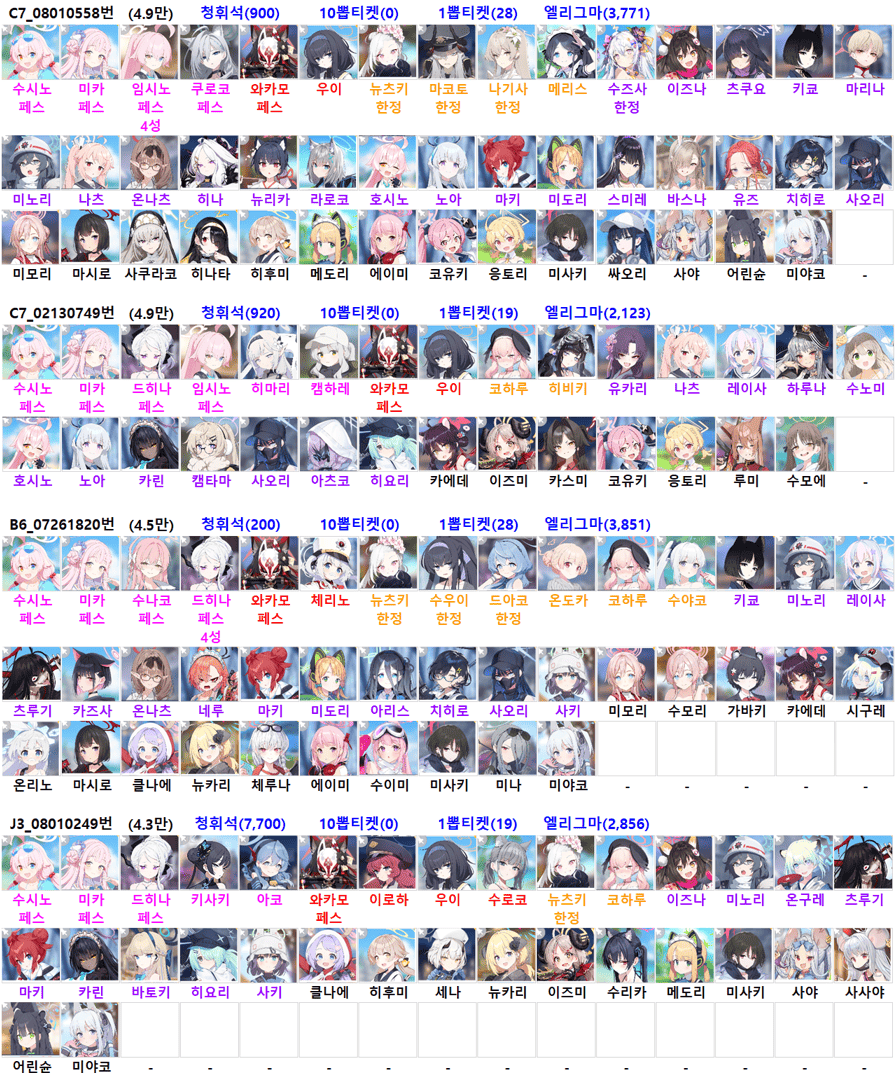 C7_08010558번 (4.9만) 청휘석(900) 10뽑티켓(0) 1뽑티켓(28) 엘리그마(3,771)
수시노 미카 임시노 쿠로코 와카모 우이 뉴츠키 마코토 나기사 메리스 수즈사 이즈나 츠쿠요 키쿄 마리나
페스 페스 페스 페스 페스 한정 한정 한정 한정
4성
미노리 나츠 온나츠 히나 뉴리카 라로코 호시노 노아 마키 미도리 스미레 바스나 유즈 치히로 사오리
미모리 마시로 사쿠라코 히나타 히후미 메도리 에이미 코유키 응토리 미사키 싸오리 사야 어린슌 미야코 -
C7_02130749번 (4.9만) 청휘석(920) 10뽑티켓(0) 1뽑티켓(19) 엘리그마(2,123)
수시노 미카 드히나 임시노 히마리 캠하레 와카모 우이 코하루 히비키 유카리 나츠 레이사 하루나 수노미
페스 페스 페스 페스 페스
호시노 노아 카린 캠타마 사오리 아츠코 히요리 카에데 이즈미 카스미 코유키 응토리 루미 수모에 -
B6_07261820번 (4.5만) 청휘석(200) 10뽑티켓(0) 1뽑티켓(28) 엘리그마(3,851)
수시노 미카 수나코 드히나 와카모 체리노 뉴츠키 수우이 드아코 온도카 코하루 수야코 키쿄 미노리 레이사
페스 페스 페스 페스 페스 한정 한정 한정
4성
츠루기 카즈사 온나츠 네루 마키 미도리 아리스 치히로 사오리 사키 미모리 수모리 가바키 카에데 시구레
온리노 마시로 클나에 뉴카리 체루나 에이미 수이미 미사키 미나 미야코 - - - - -
J3_08010249번 (4.3만) 청휘석(7,700) 10뽑티켓(0) 1뽑티켓(19) 엘리그마(2,856)
수시노 미카 드히나 키사키 아코 와카모 이로하 우이 수로코 뉴츠키 코하루 이즈나 미노리 온구레 츠루기
페스 페스 페스 페스 한정
마키 카린 바토키 히요리 사키 클나에 히후미 세나 뉴카리 이즈미 수리카 메도리 미사키 사야 사사야
어린슌 미야코 - - - - - - - - - - - - -